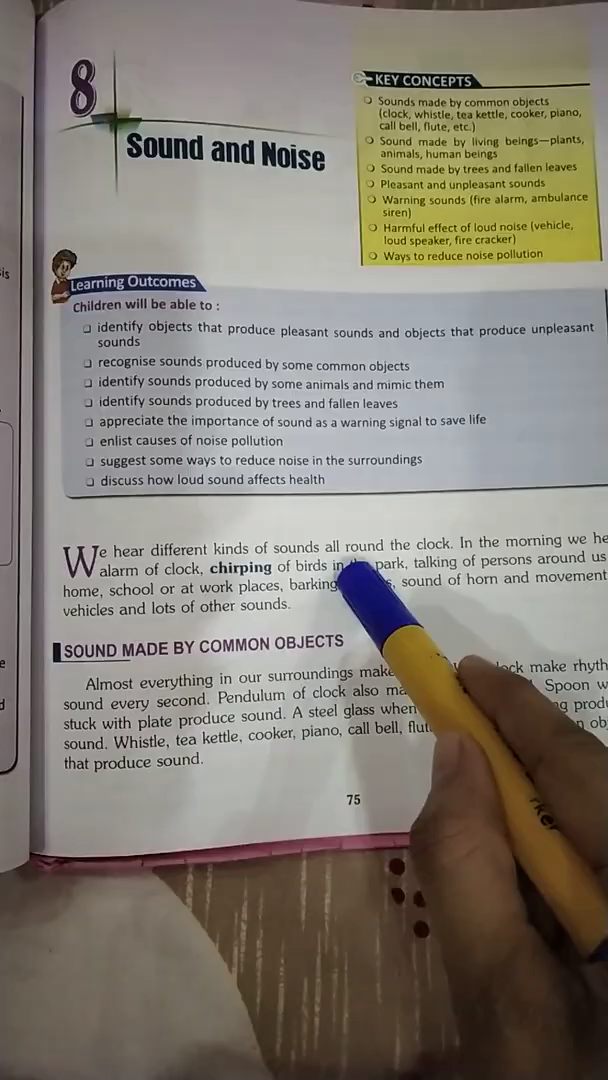 8
Sound and Noise
KEY CONCEPTS
Sounds made by common objects
(clock, whistle, tea kettle, cooker, piano,
call bell, flute, etc.)
Sound made by living beings—plants,
animals, human beings
Sound made by trees and fallen leaves
Pleasant and unpleasant sounds
Warning sounds (fire alarm, ambulance
siren)
Harmful effect of loud noise (vehicle,
loud speaker, fire cracker)
Ways to reduce noise pollution
Learning Outcomes
Children will be able to :
identify objects that produce pleasant sounds and objects that produce unpleasant
sounds
recognise sounds produced by some common objects
identify sounds produced by some animals and mimic them
identify sounds produced by trees and fallen leaves
appreciate the importance of sound as a warning signal to save life
enlist causes of noise pollution
suggest some ways to reduce noise in the surroundings
discuss how loud sound affects health
We hear different kinds of sounds all round the clock. In the morning we
alarm of clock, chirping of birds in park, talking of persons around us
home, school or at work places, barking sound of horn and movement
vehicles and lots of other sounds.
SOUND MADE BY COMMON OBJECTS
Almost everything in our surroundings make make
sound every second. Pendulum of clock also Spoon
stuck with plate produce sound. A steel glass when
sound. Whistle, tea kettle, cooker, piano, call bell,
that produce sound.
75